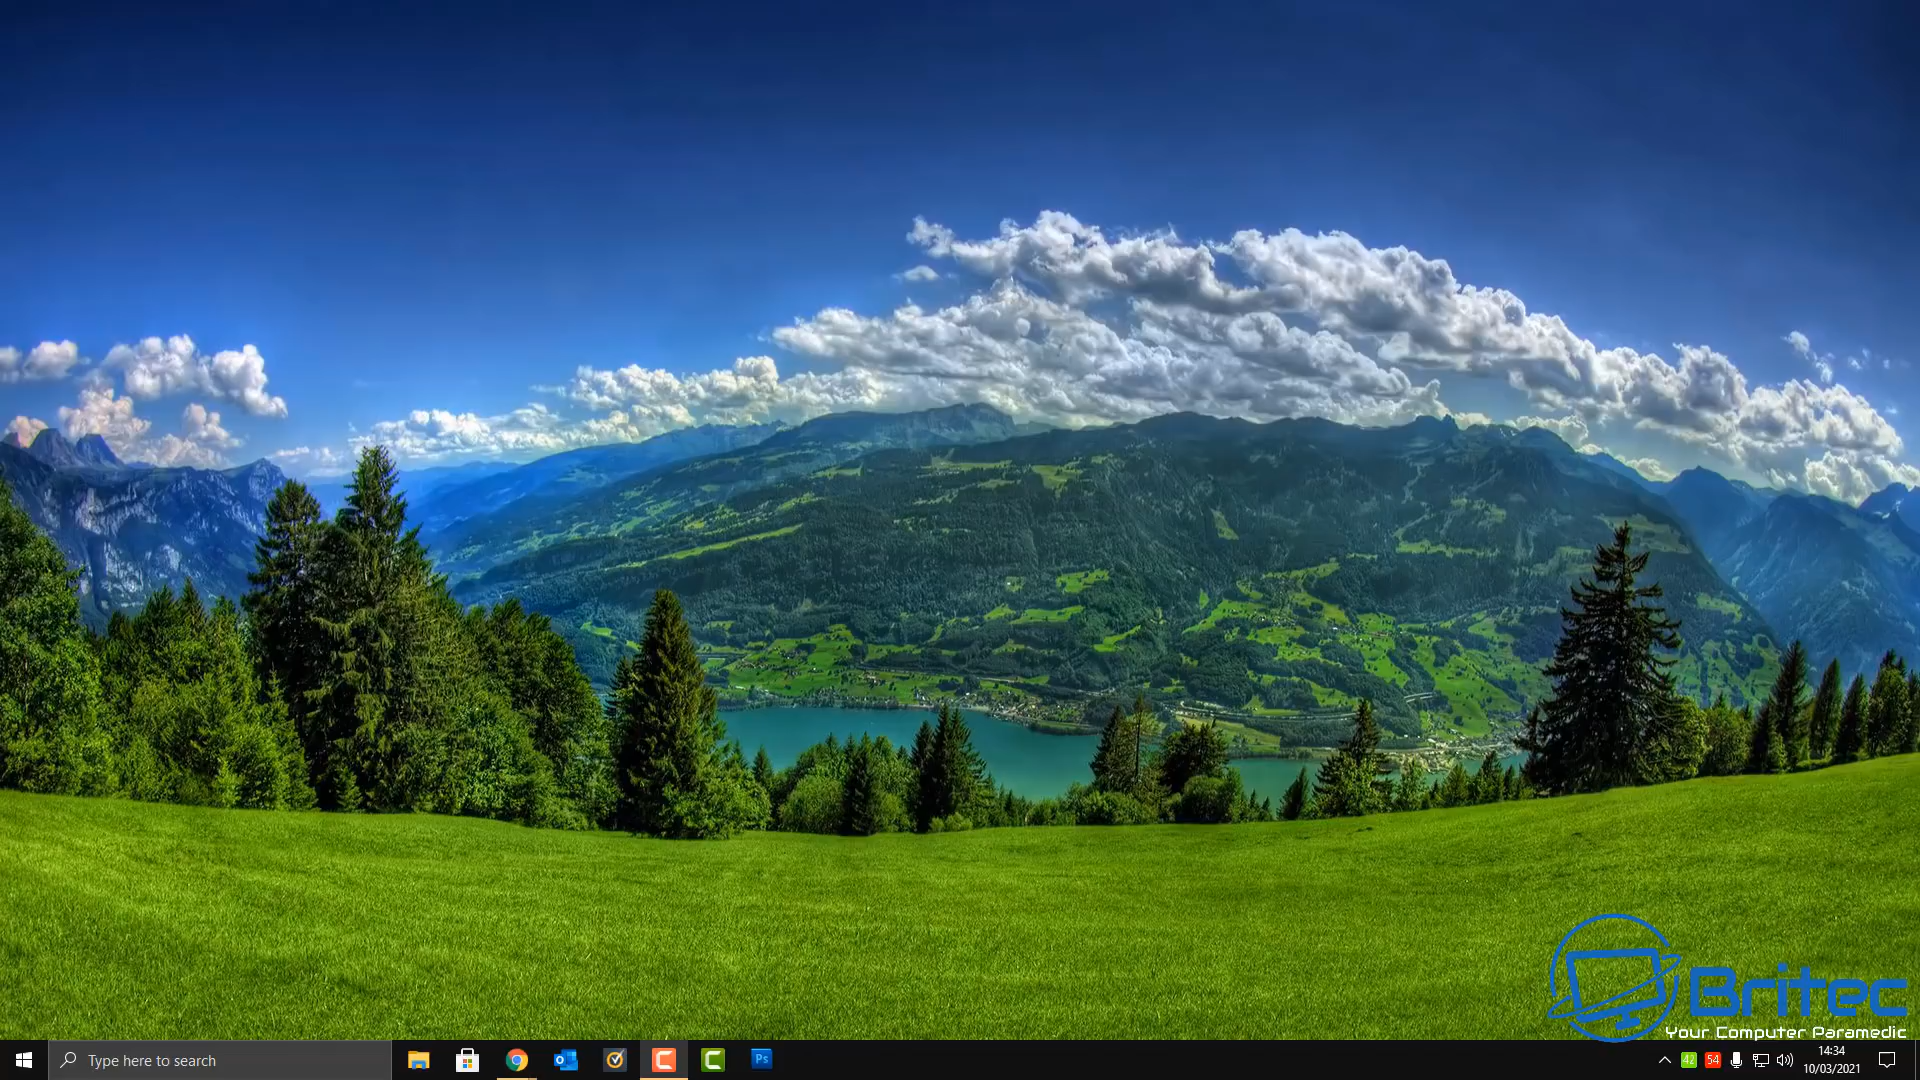 Britec
Your Computer Paramedic
Type here to search
Ps
42
54
14:34
10/03/2021